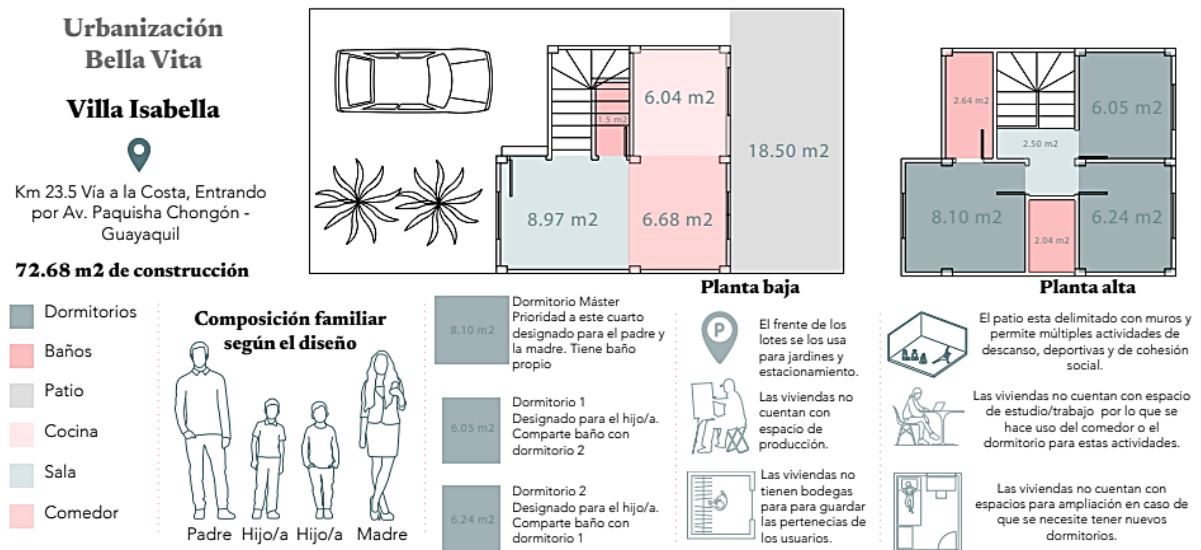 Urbanización
Bella Vita
Villa Isabella
Km 23.5 Vía a la Costa, Entrando
por Av. Paquisha Chongón -
Guayaquil
72.68 m2 de construcción
6.04 m2
1.5 m2
18.50 m2
8.97 m2
6.68 m2
Planta baja
2.64 m2
6.05 m2
2.50 m2
8.10 m2
2.04 m2
6.24 m2
Planta alta
Dormitorios
Baños
Patio
Cocina
Sala
Comedor
Composición familiar
según el diseño
Padre
Hijo/a
Hijo/a
Madre
8.10 m2
Dormitorio Máster
Prioridad a este cuarto
designado para el padre y
la madre. Tiene baño
propio
6.05 m2
Dormitorio 1
Designado para el hijo/a.
Comparte baño con
dormitorio 2
6.24 m2
Dormitorio 2
Designado para el hijo/a.
Comparte baño con
dormitorio 1
P
El frente de los
lotes se los usa
para jardines y
estacionamiento.
Las viviendas no
cuentan con
espacio de
producción.
Las viviendas no
tienen bodegas
para para guardar
las pertenecias de
los usuarios.
El patio esta delimitado con muros y
permite múltiples actividades de
descanso, deportivas y de cohesión
social.
Las viviendas no cuentan con espacio
de estudio/trabajo por lo que se
hace uso del comedor o el
dormitorio para estas actividades.
Las viviendas no cuentan con
espacios para ampliación en caso de
que se necesite tener nuevos
dormitorios.